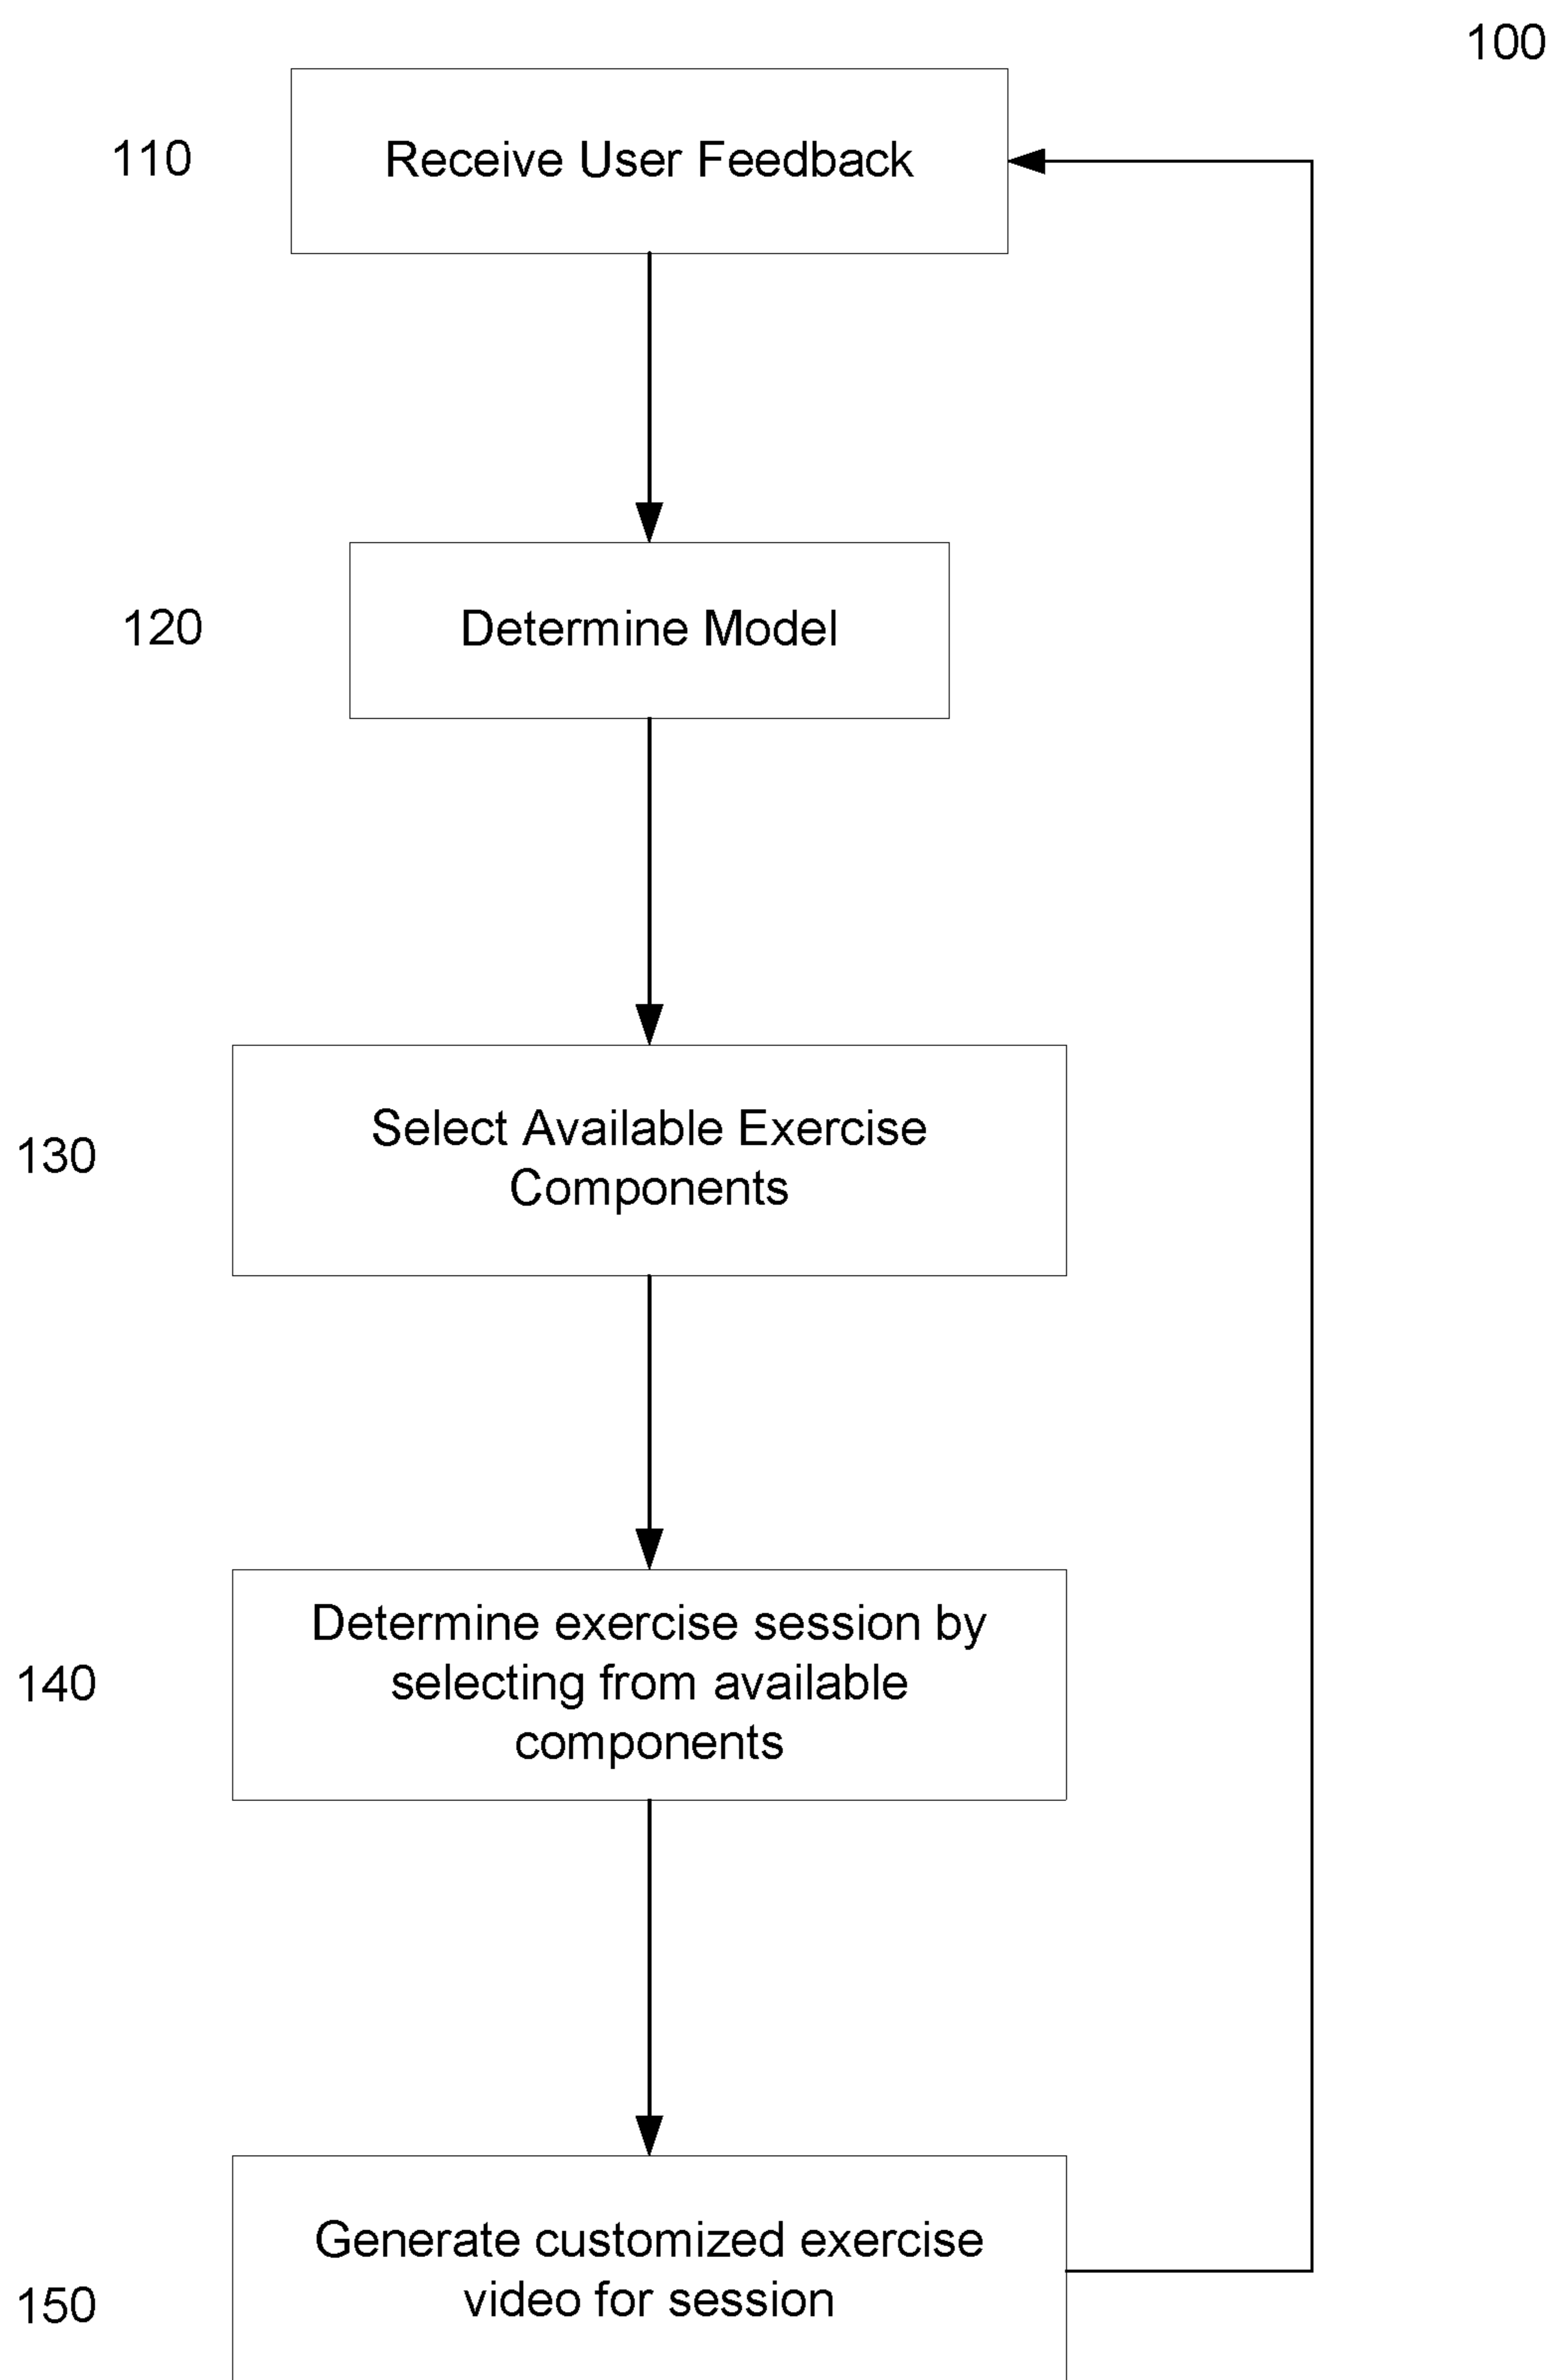 100
110
Receive User Feedback
120
Determine Model
130
Select Available Exercise
Components
140
Determine exercise session by
selecting from available
components
150
Generate customized exercise
video for session